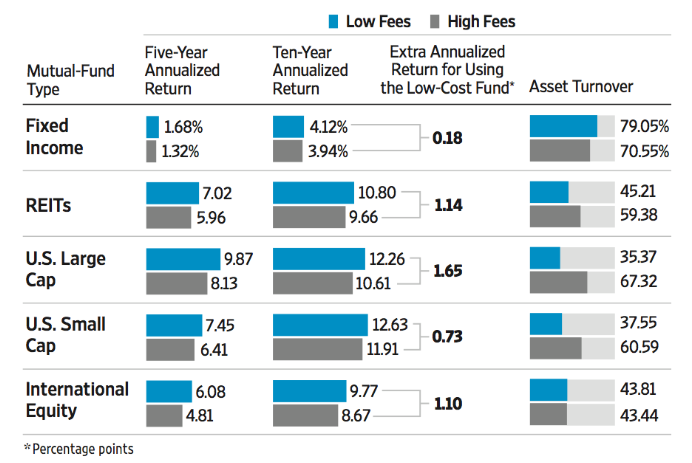 Low Fees High Fees
Mutual-Fund Type Five-Year Annualized Return Ten-Year Annualized Return Extra Annualized Return for Using the Low-Cost Fund* Asset Turnover
Fixed Income
1.68% 4.12% 0.18 79.05%
1.32% 3.94% 70.55%
REITs
7.02 10.80 1.14 45.21
5.96 9.66 59.38
U.S. Large Cap
9.87 12.26 1.65 35.37
8.13 10.61 67.32
U.S. Small Cap
7.45 12.63 0.73 37.55
6.41 11.91 60.59
International Equity
6.08 9.77 1.10 43.81
4.81 8.67 43.44
*Percentage points